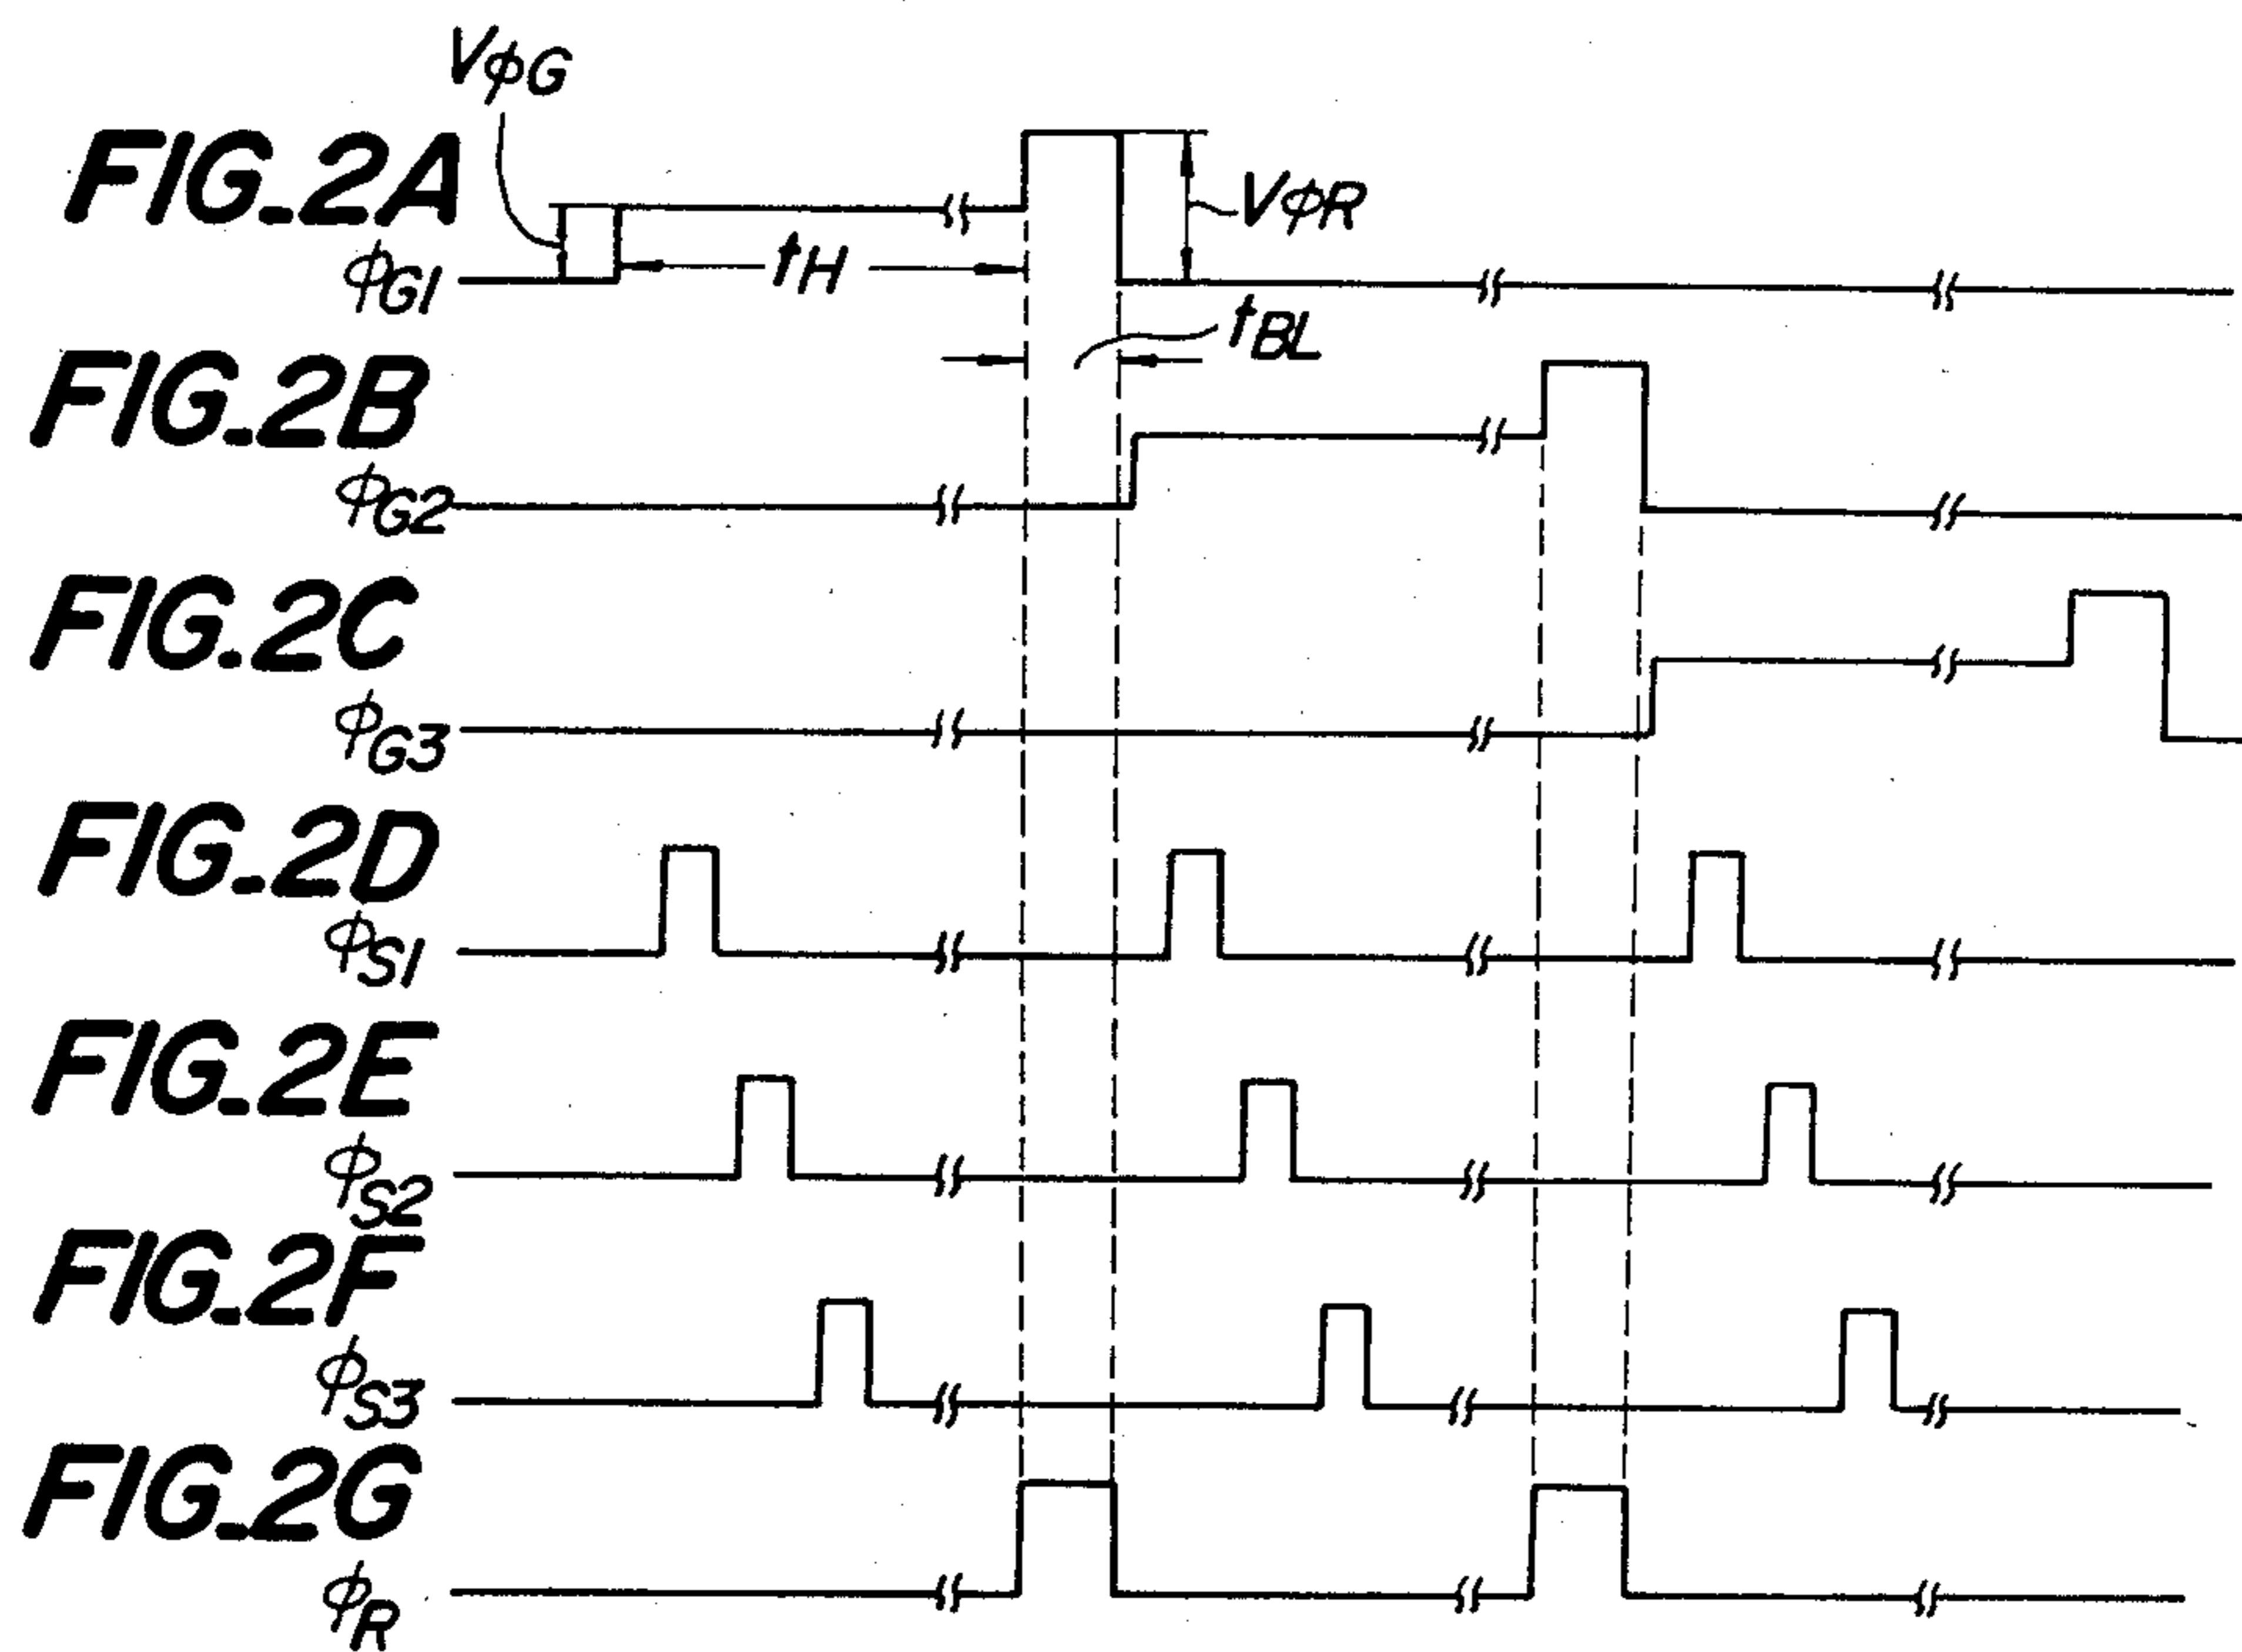 VφG
FIG_2A
φG1
tH
VφR
tBL
FIG_2B
φG2
FIG_2C
φG3
FIG_2D
φS1
FIG_2E
φS2
FIG_2F
φS3
FIG_2G
φR